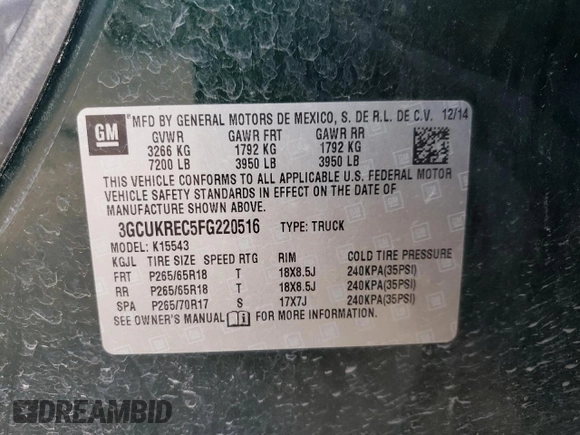 GM
MFD BY GENERAL MOTORS DE MEXICO, S. DE R.L. DE C.V. 12/14
GVWR GAWR FRT GAWR RR
3266 KG 1792 KG 1792 KG
7200 LB 3950 LB 3950 LB
THIS VEHICLE CONFORMS TO ALL APPLICABLE U.S. FEDERAL MOTOR
VEHICLE SAFETY STANDARDS IN EFFECT ON THE DATE OF
MANUFACTURE SHOWN ABOVE.
3GCUKREC5FG220516 TYPE: TRUCK
MODEL: K15543
KGJL TIRE SIZE SPEED RTG RIM COLD TIRE PRESSURE
FRT P265/65R18 T 18X8.5J 240KPA(35PSI)
RR P265/65R18 T 18X8.5J 240KPA(35PSI)
SPA P265/70R17 S 17X7J 240KPA(35PSI)
SEE OWNER'S MANUAL FOR MORE INFORMATION.
DREAMBID